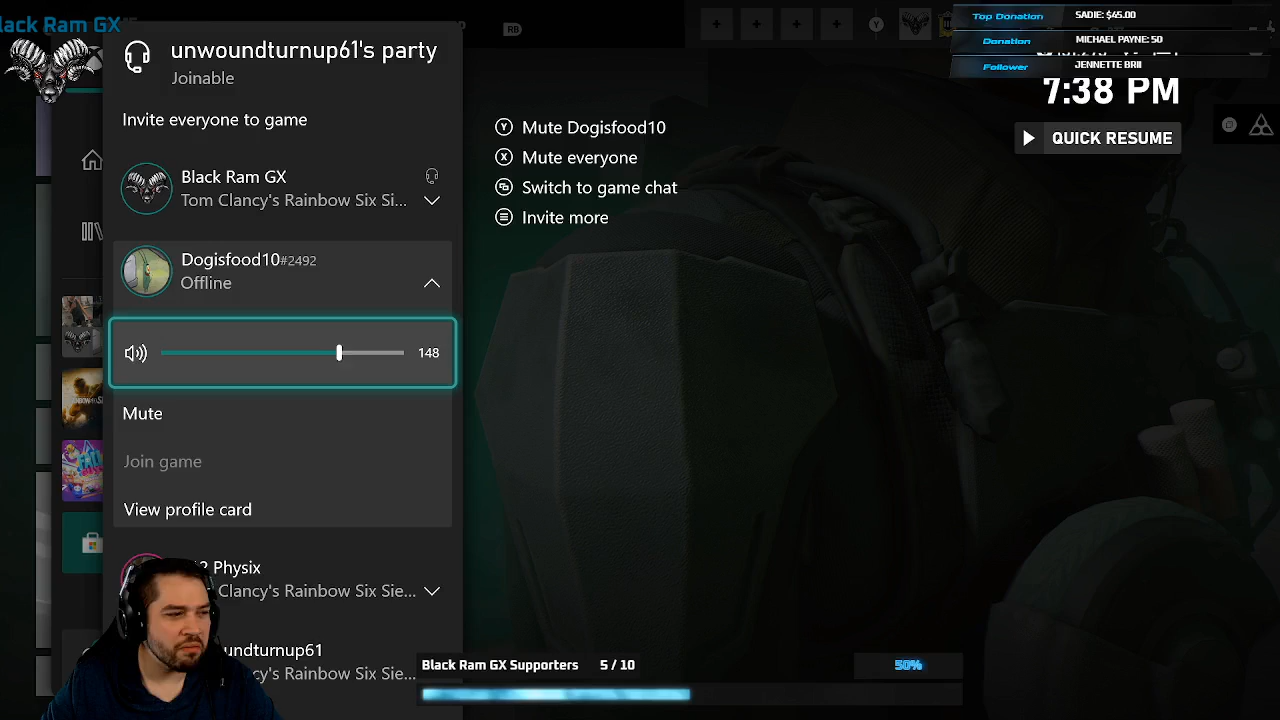 lack Ram GX
unwoundturnup61's party
Joinable
Invite everyone to game
Black Ram GX
Tom Clancy's Rainbow Six Si...
Dogisfood10#2492
Offline
148
Mute
Join game
View profile card
Physix
Clancy's Rainbow Six Sie...
undturnup61
Clancy's Rainbow Six Sie...
RB
Y Mute Dogisfood10
X Mute everyone
Switch to game chat
Invite more
Y
Top Donation SADIE: $45.00
Donation MICHAEL PAYNE: 50
Follower JENNETTE BRII
7:38 PM
QUICK RESUME
Black Ram GX Supporters 5 / 10
50%